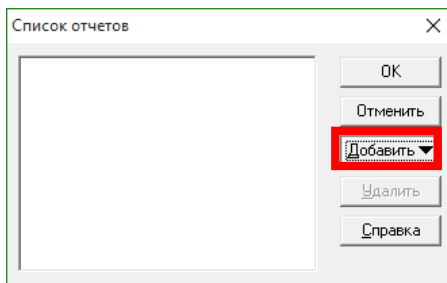 Список отчетов
OK
Отменить
Добавить
Удалить
Справка